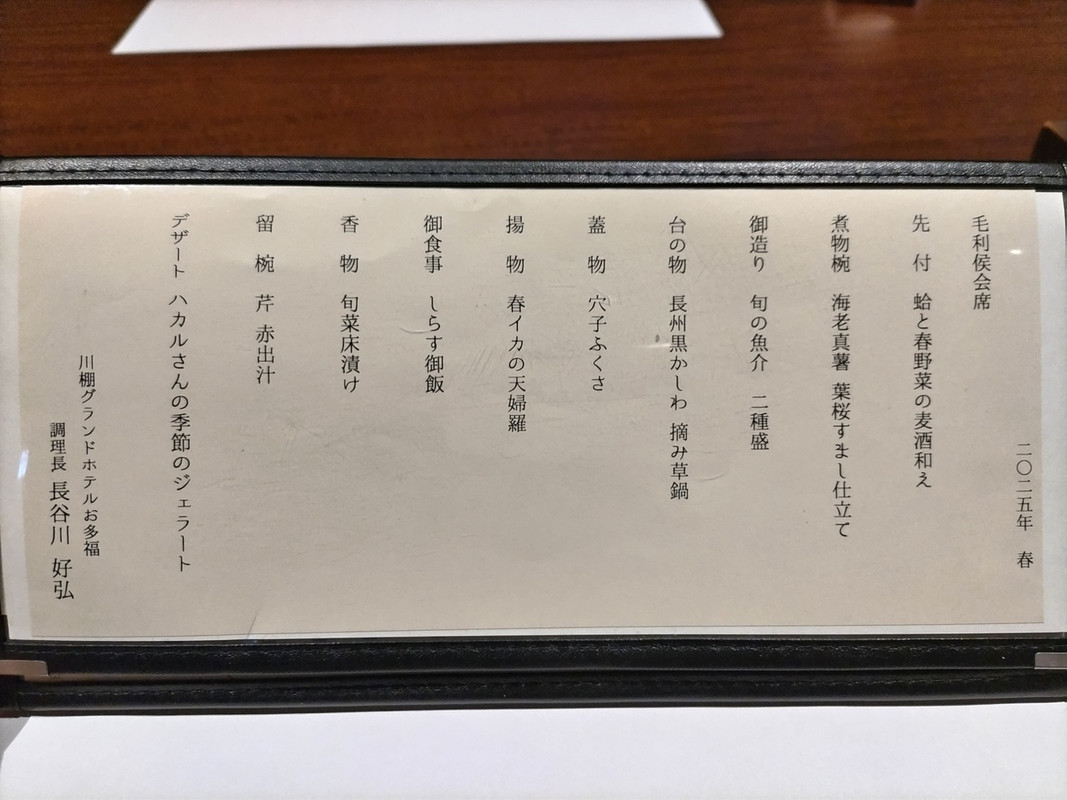 二〇二五年　春
毛利侯会席
先　付　蛤と春野菜の麦酒和え
煮物椀　海老真薯　葉桜すまし仕立て
御造り　旬の魚介　二種盛
台の物　長州黒かしわ　摘み草鍋
蓋　物　穴子ふくさ
揚　物　春イカの天婦羅
御食事　しらす御飯
香　物　旬菜床漬け
留　椀　芹　赤出汁
デザート　ハカルさんの季節のジェラート
川棚グランドホテルお多福
調理長　長谷川　好弘